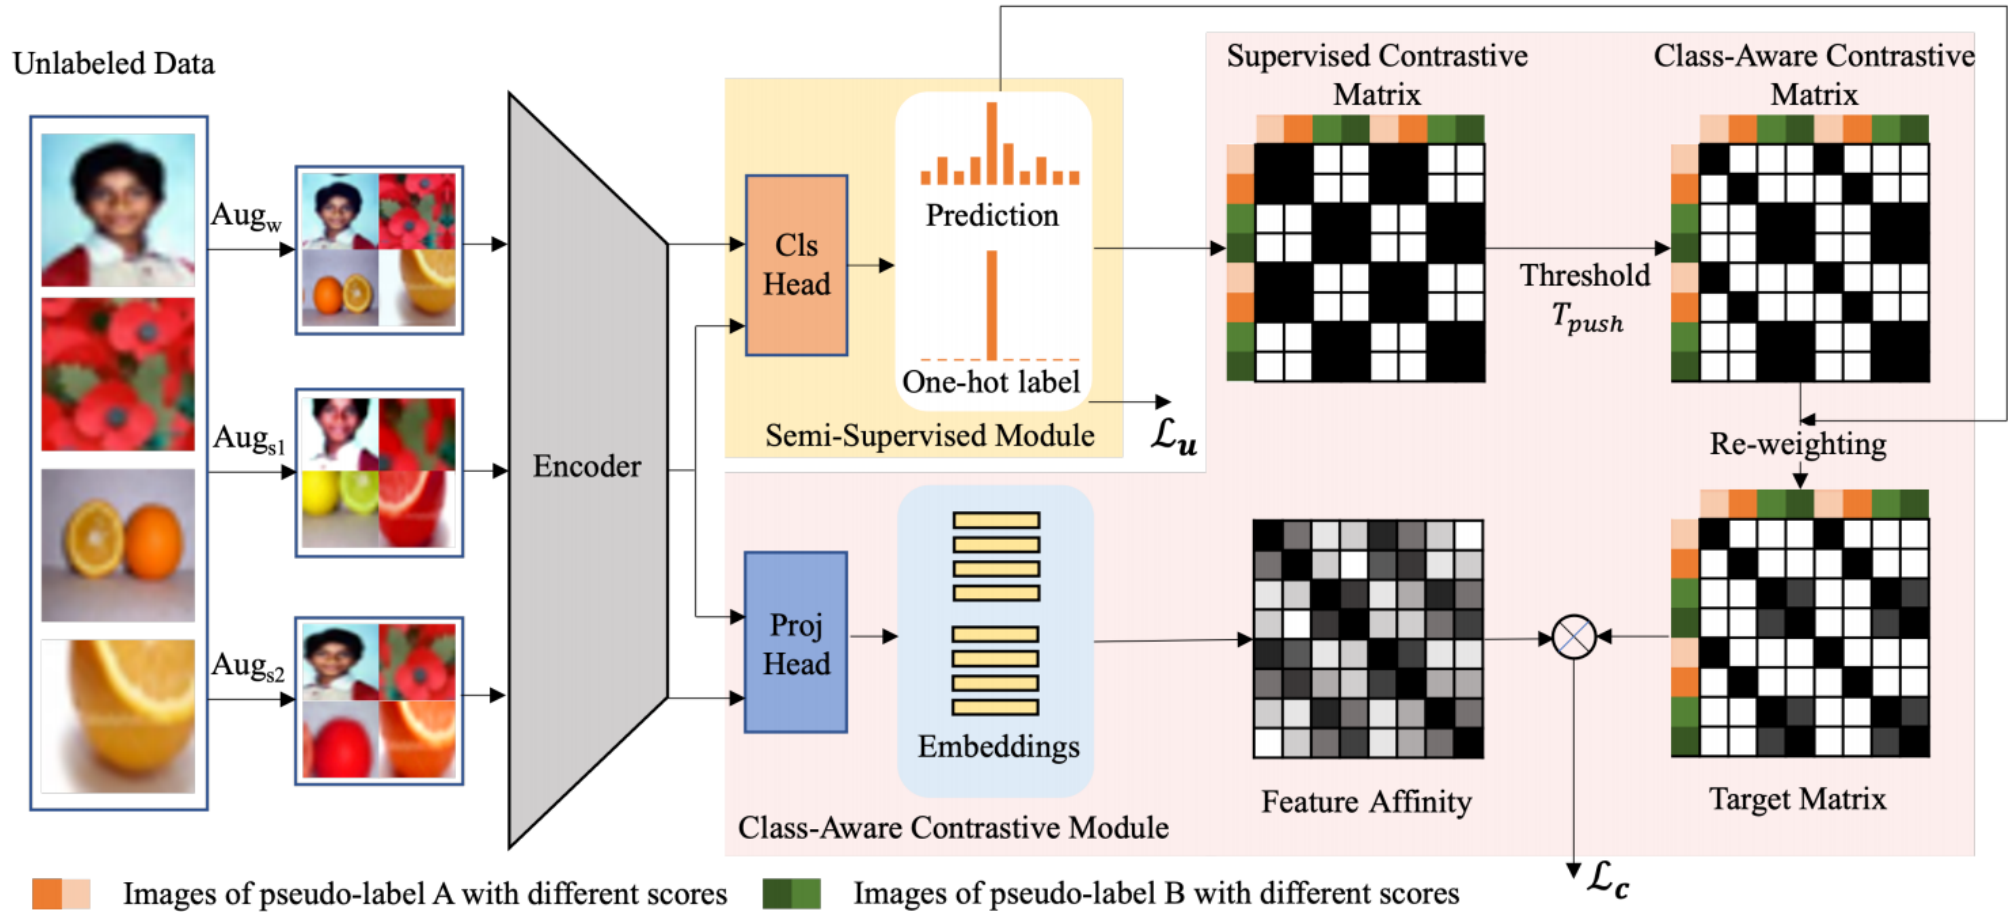 Unlabeled Data
Aug_w
Aug_s1
Aug_s2
Encoder
Cls
Head
Prediction
One-hot label
Semi-Supervised Module
ℒ_u
Proj
Head
Embeddings
Class-Aware Contrastive Module
Supervised Contrastive
Matrix
Threshold
T_push
Class-Aware Contrastive
Matrix
Re-weighting
Feature Affinity
Target Matrix
ℒ_c
Images of pseudo-label A with different scores
Images of pseudo-label B with different scores